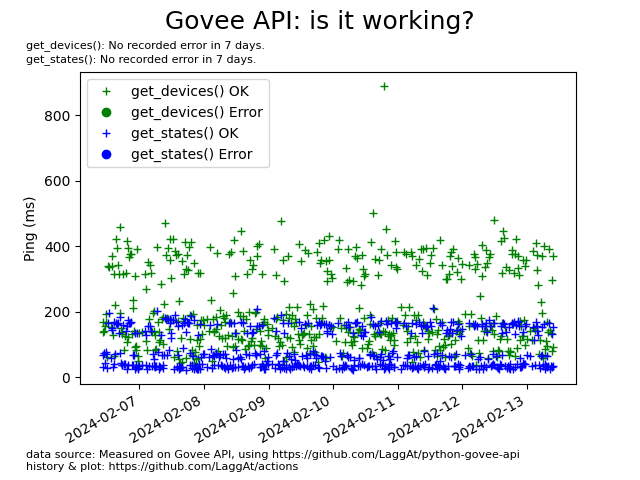 Govee API: is it working?
get_devices(): No recorded error in 7 days.
get_states(): No recorded error in 7 days.
get_devices() OK
get_devices() Error
get_states() OK
get_states() Error
Ping (ms)
800
600
400
200
0
2024-02-07
2024-02-08
2024-02-09
2024-02-10
2024-02-11
2024-02-12
2024-02-13
data source: Measured on Govee API, using https://github.com/LaggAt/python-govee-api
history & plot: https://github.com/LaggAt/actions